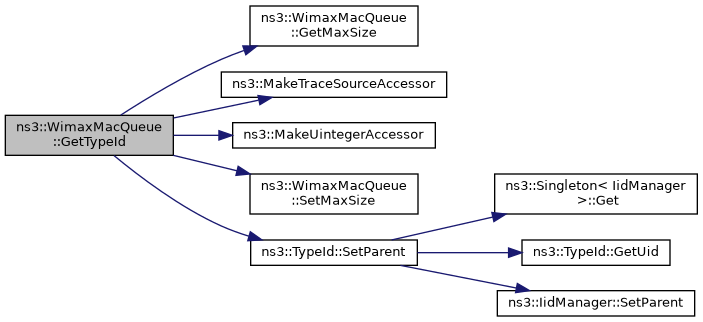 ns3::WimaxMacQueue
::GetTypeId
ns3::WimaxMacQueue
::GetMaxSize
ns3::MakeTraceSourceAccessor
ns3::MakeUintegerAccessor
ns3::WimaxMacQueue
::SetMaxSize
ns3::TypeId::SetParent
ns3::Singleton< IidManager
>::Get
ns3::TypeId::GetUid
ns3::IidManager::SetParent